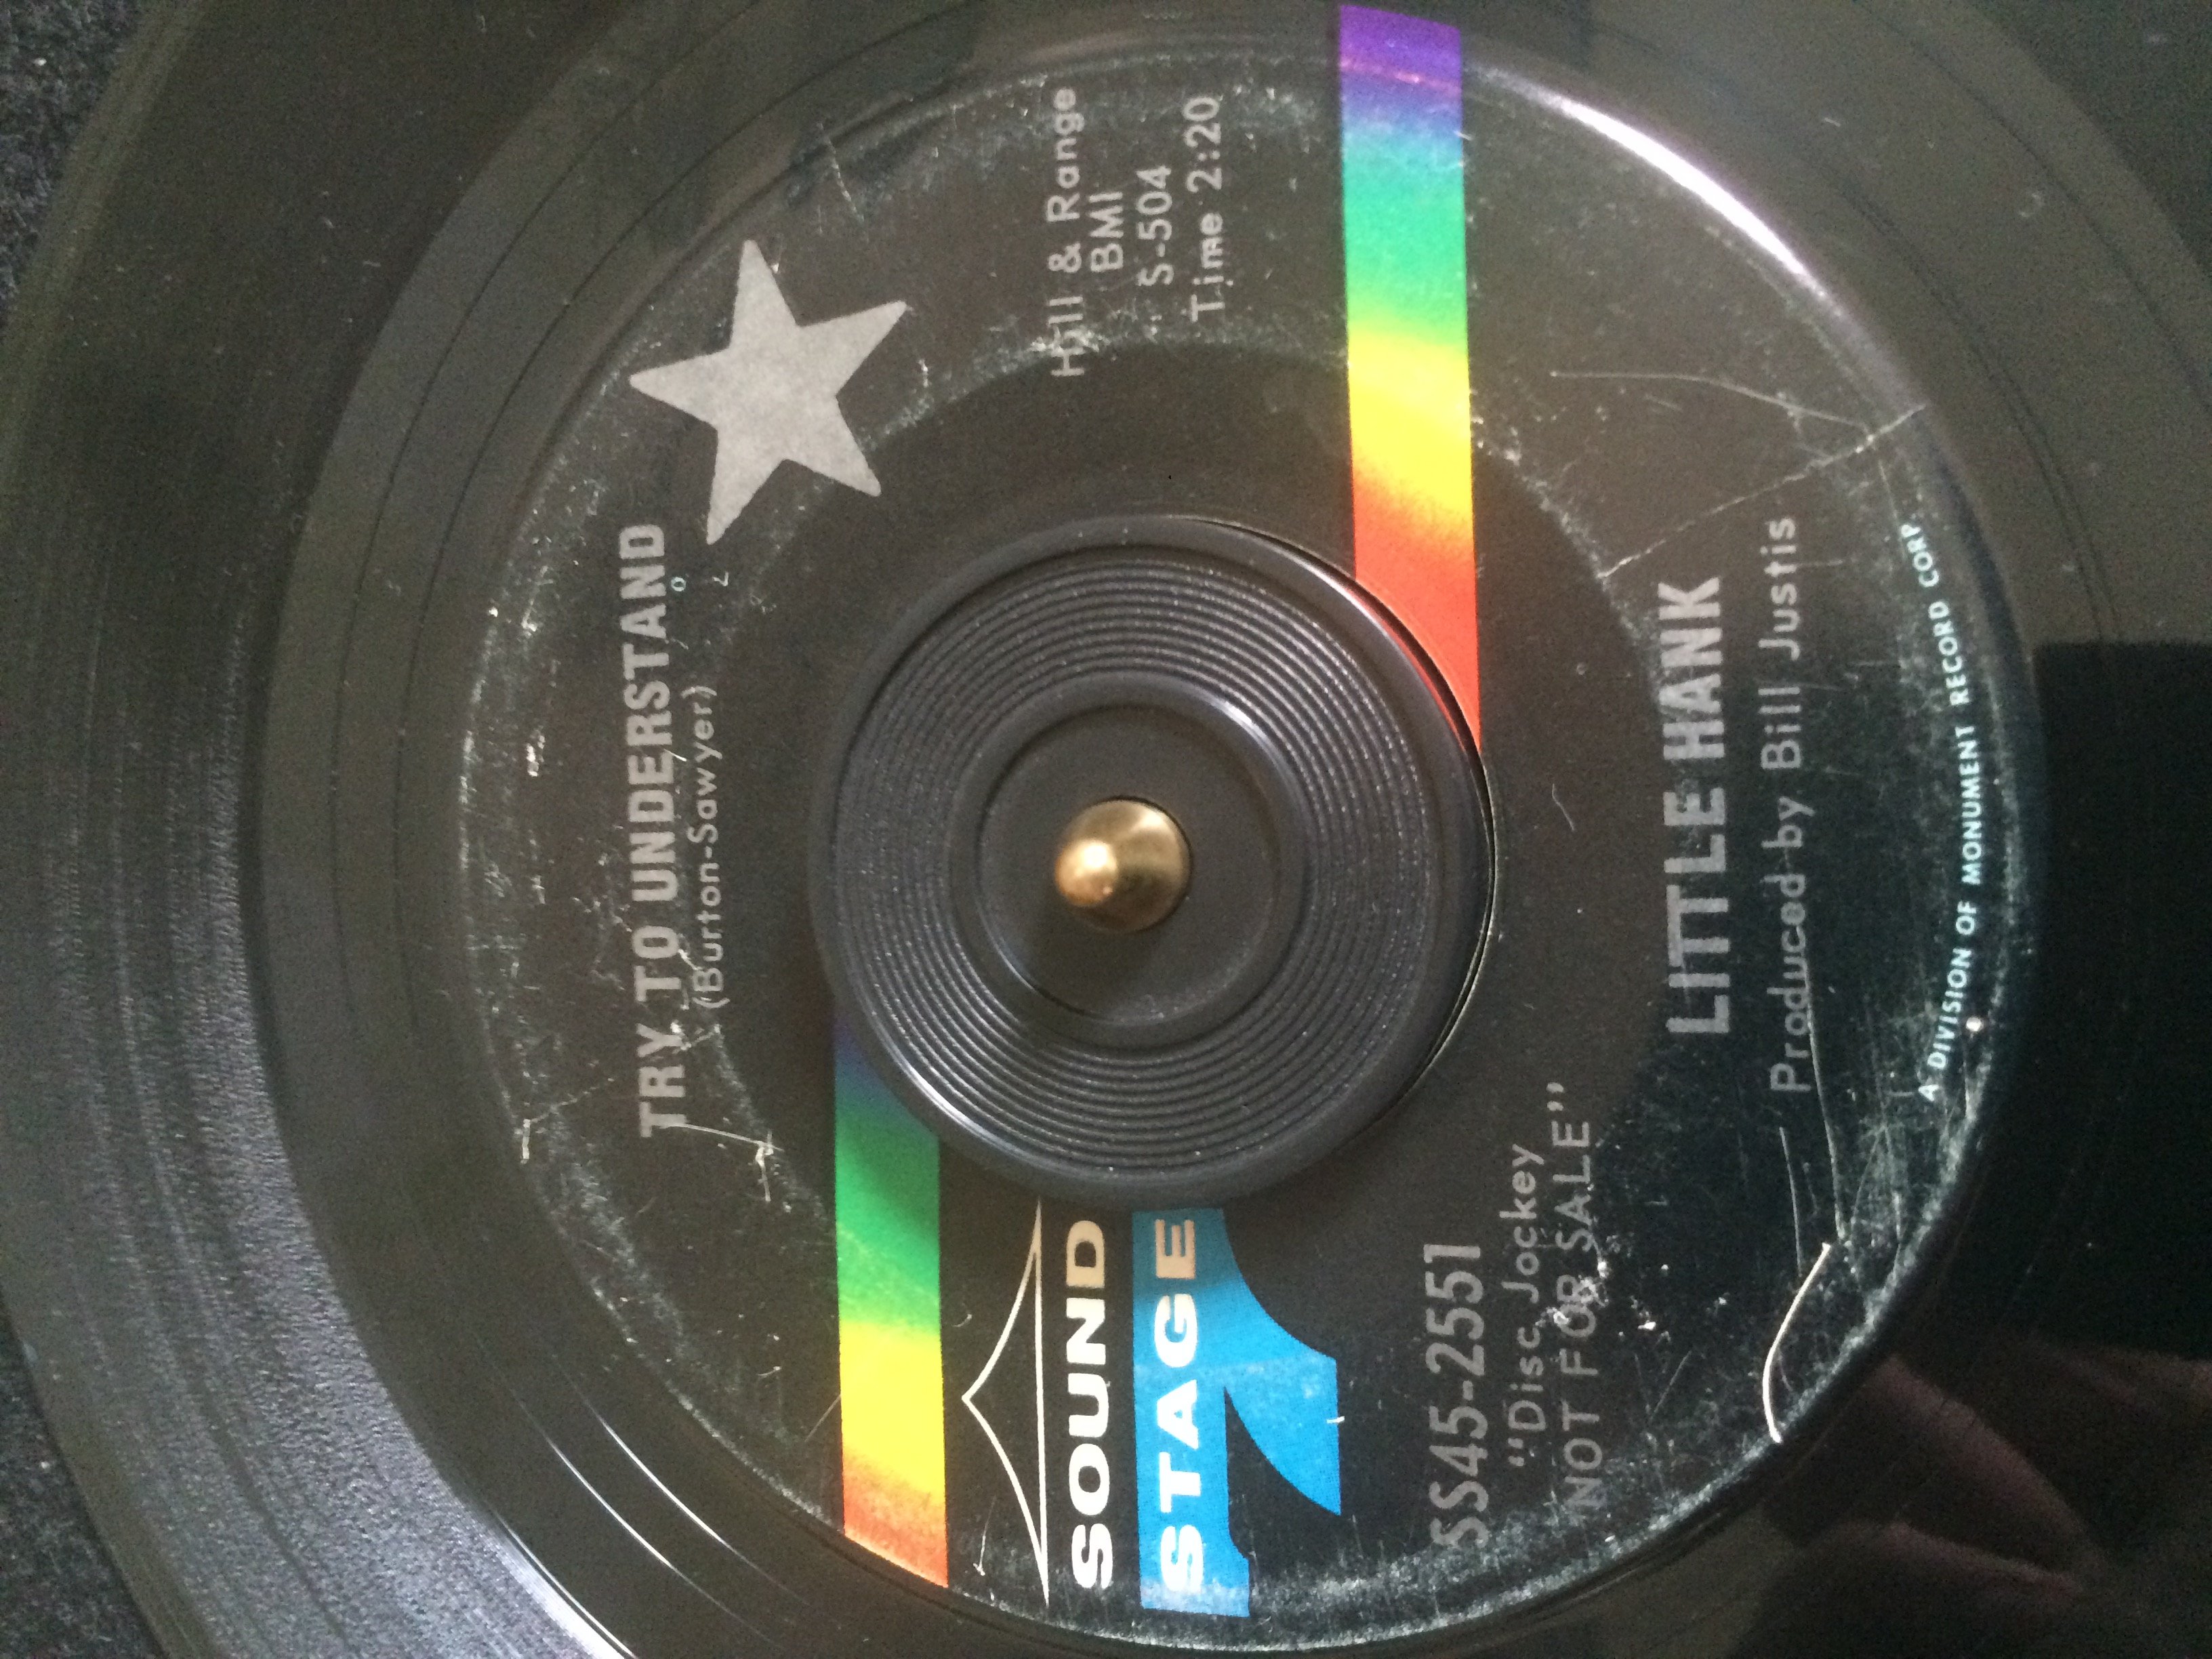 TRY TO UNDERSTAND
(Burton-Sawyer)
Hill & Range
BMI
S-504
Time 2:20
SOUND
STAGE
7
SS45-2551
"Disc Jockey
NOT FOR SALE"
LITTLE HANK
Produced by Bill Justis
A DIVISION OF MONUMENT RECORD CORP